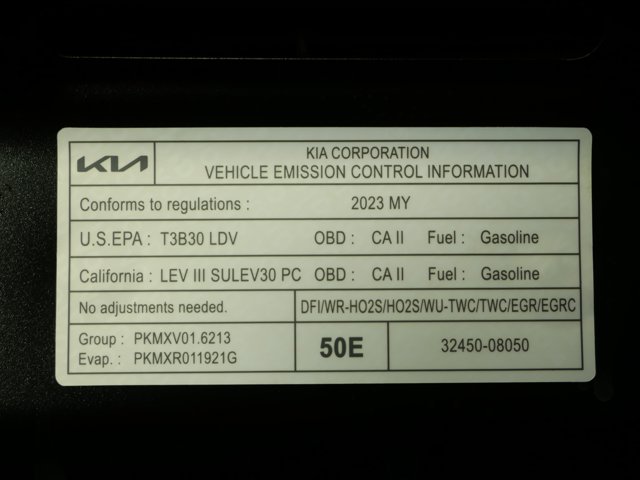 KIA
KIA CORPORATION
VEHICLE EMISSION CONTROL INFORMATION
Conforms to regulations : 2023 MY
U.S.EPA : T3B30 LDV OBD : CA II Fuel : Gasoline
California : LEV III SULEV30 PC OBD : CA II Fuel : Gasoline
No adjustments needed. DFI/WR-HO2S/HO2S/WU-TWC/TWC/EGR/EGRC
Group : PKMXV01.6213
Evap. : PKMXR011921G
50E
32450-08050